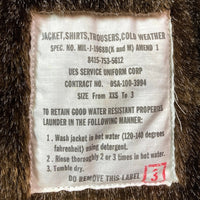 JACKET, SHIRTS, TROUSERS, COLD WEATHER
SPEC. NO. MIL-J-1968B(K and M) AMEND 1
8415-753-5612
UES SERVICE UNIFORM CORP
CONTRACT NO. DSA-100-3994
SIZE From XXS To 3
TO RETAIN GOOD WATER RESISTANT PROPERDS
LAUNDER IN THE FOLLOWING MANNER:
1. Wash jacket in hot water (120-140 degrees
fahrenheit) using detergent.
2. Rinse thoroughly 2 or 3 times in hot water.
3. Tumble dry.
DO REMOVE THIS LABEL
3